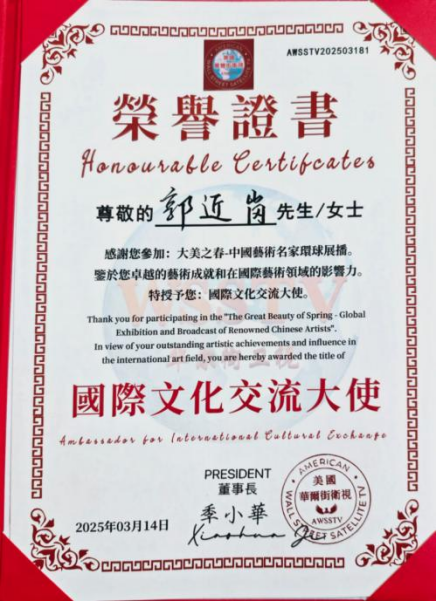 AWSSTV202503181
榮譽證書
Honourable Certifcates
尊敬的 郭近岗 先生/女士
感謝您參加：大美之春-中國藝術名家環球展播。
鑒於您卓越的藝術成就和在國際藝術領域的影響力。
特授予您：國際文化交流大使。
Thank you for participating in the "The Great Beauty of Spring - Global
Exhibition and Broadcast of Renowned Chinese Artists".
In view of your outstanding artistic achievements and influence in
the international art field, you are hereby awarded the title of
國際文化交流大使
Ambassador for International Cultural Exchange
PRESIDENT
董事長
季小華
2025年03月14日
AMERICAN
美國
華爾街衛視
AWSSTV
WALL STREET SATELLITE TV